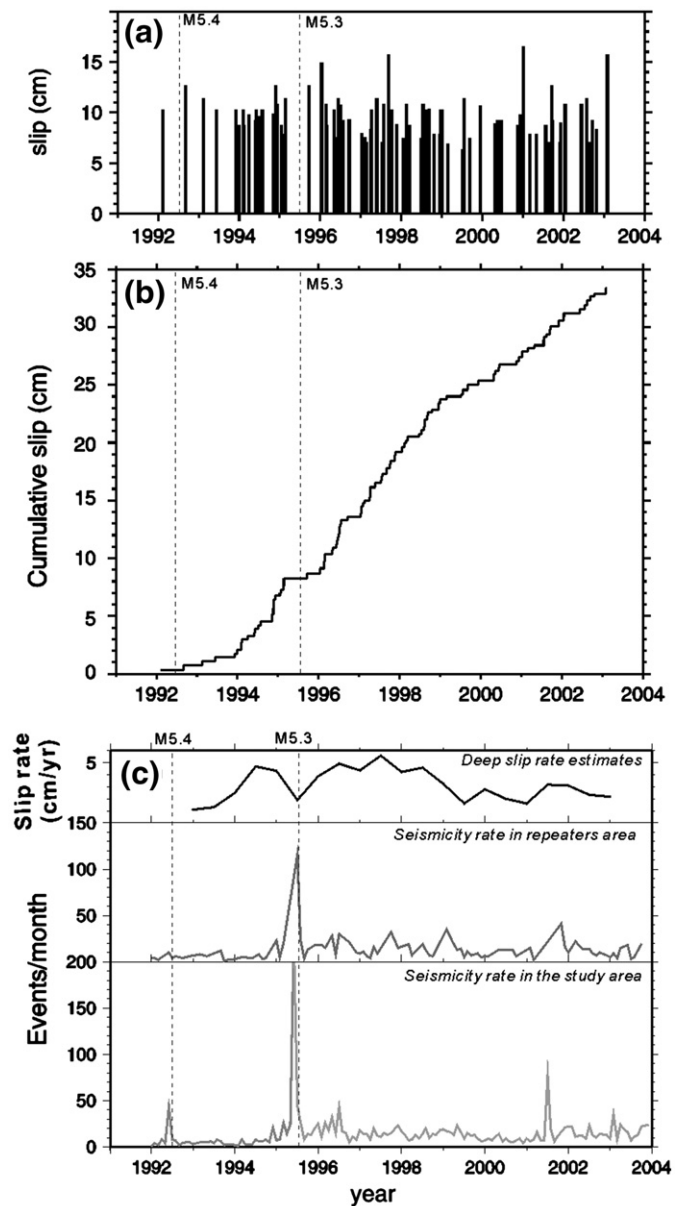 (a)
M5.4
M5.3
slip (cm)
15
10
5
0
1992 1994 1996 1998 2000 2002 2004
(b)
M5.4
M5.3
Cumulative slip (cm)
35
30
25
20
15
10
5
0
1992 1994 1996 1998 2000 2002 2004
M5.4 M5.3
(c)
Slip rate
(cm/yr)
5
Deep slip rate estimates
150
Seismicity rate in repeaters area
100
50
Events/month
200
Seismicity rate in the study area
150
100
50
0
1992 1994 1996 1998 2000 2002 2004
year